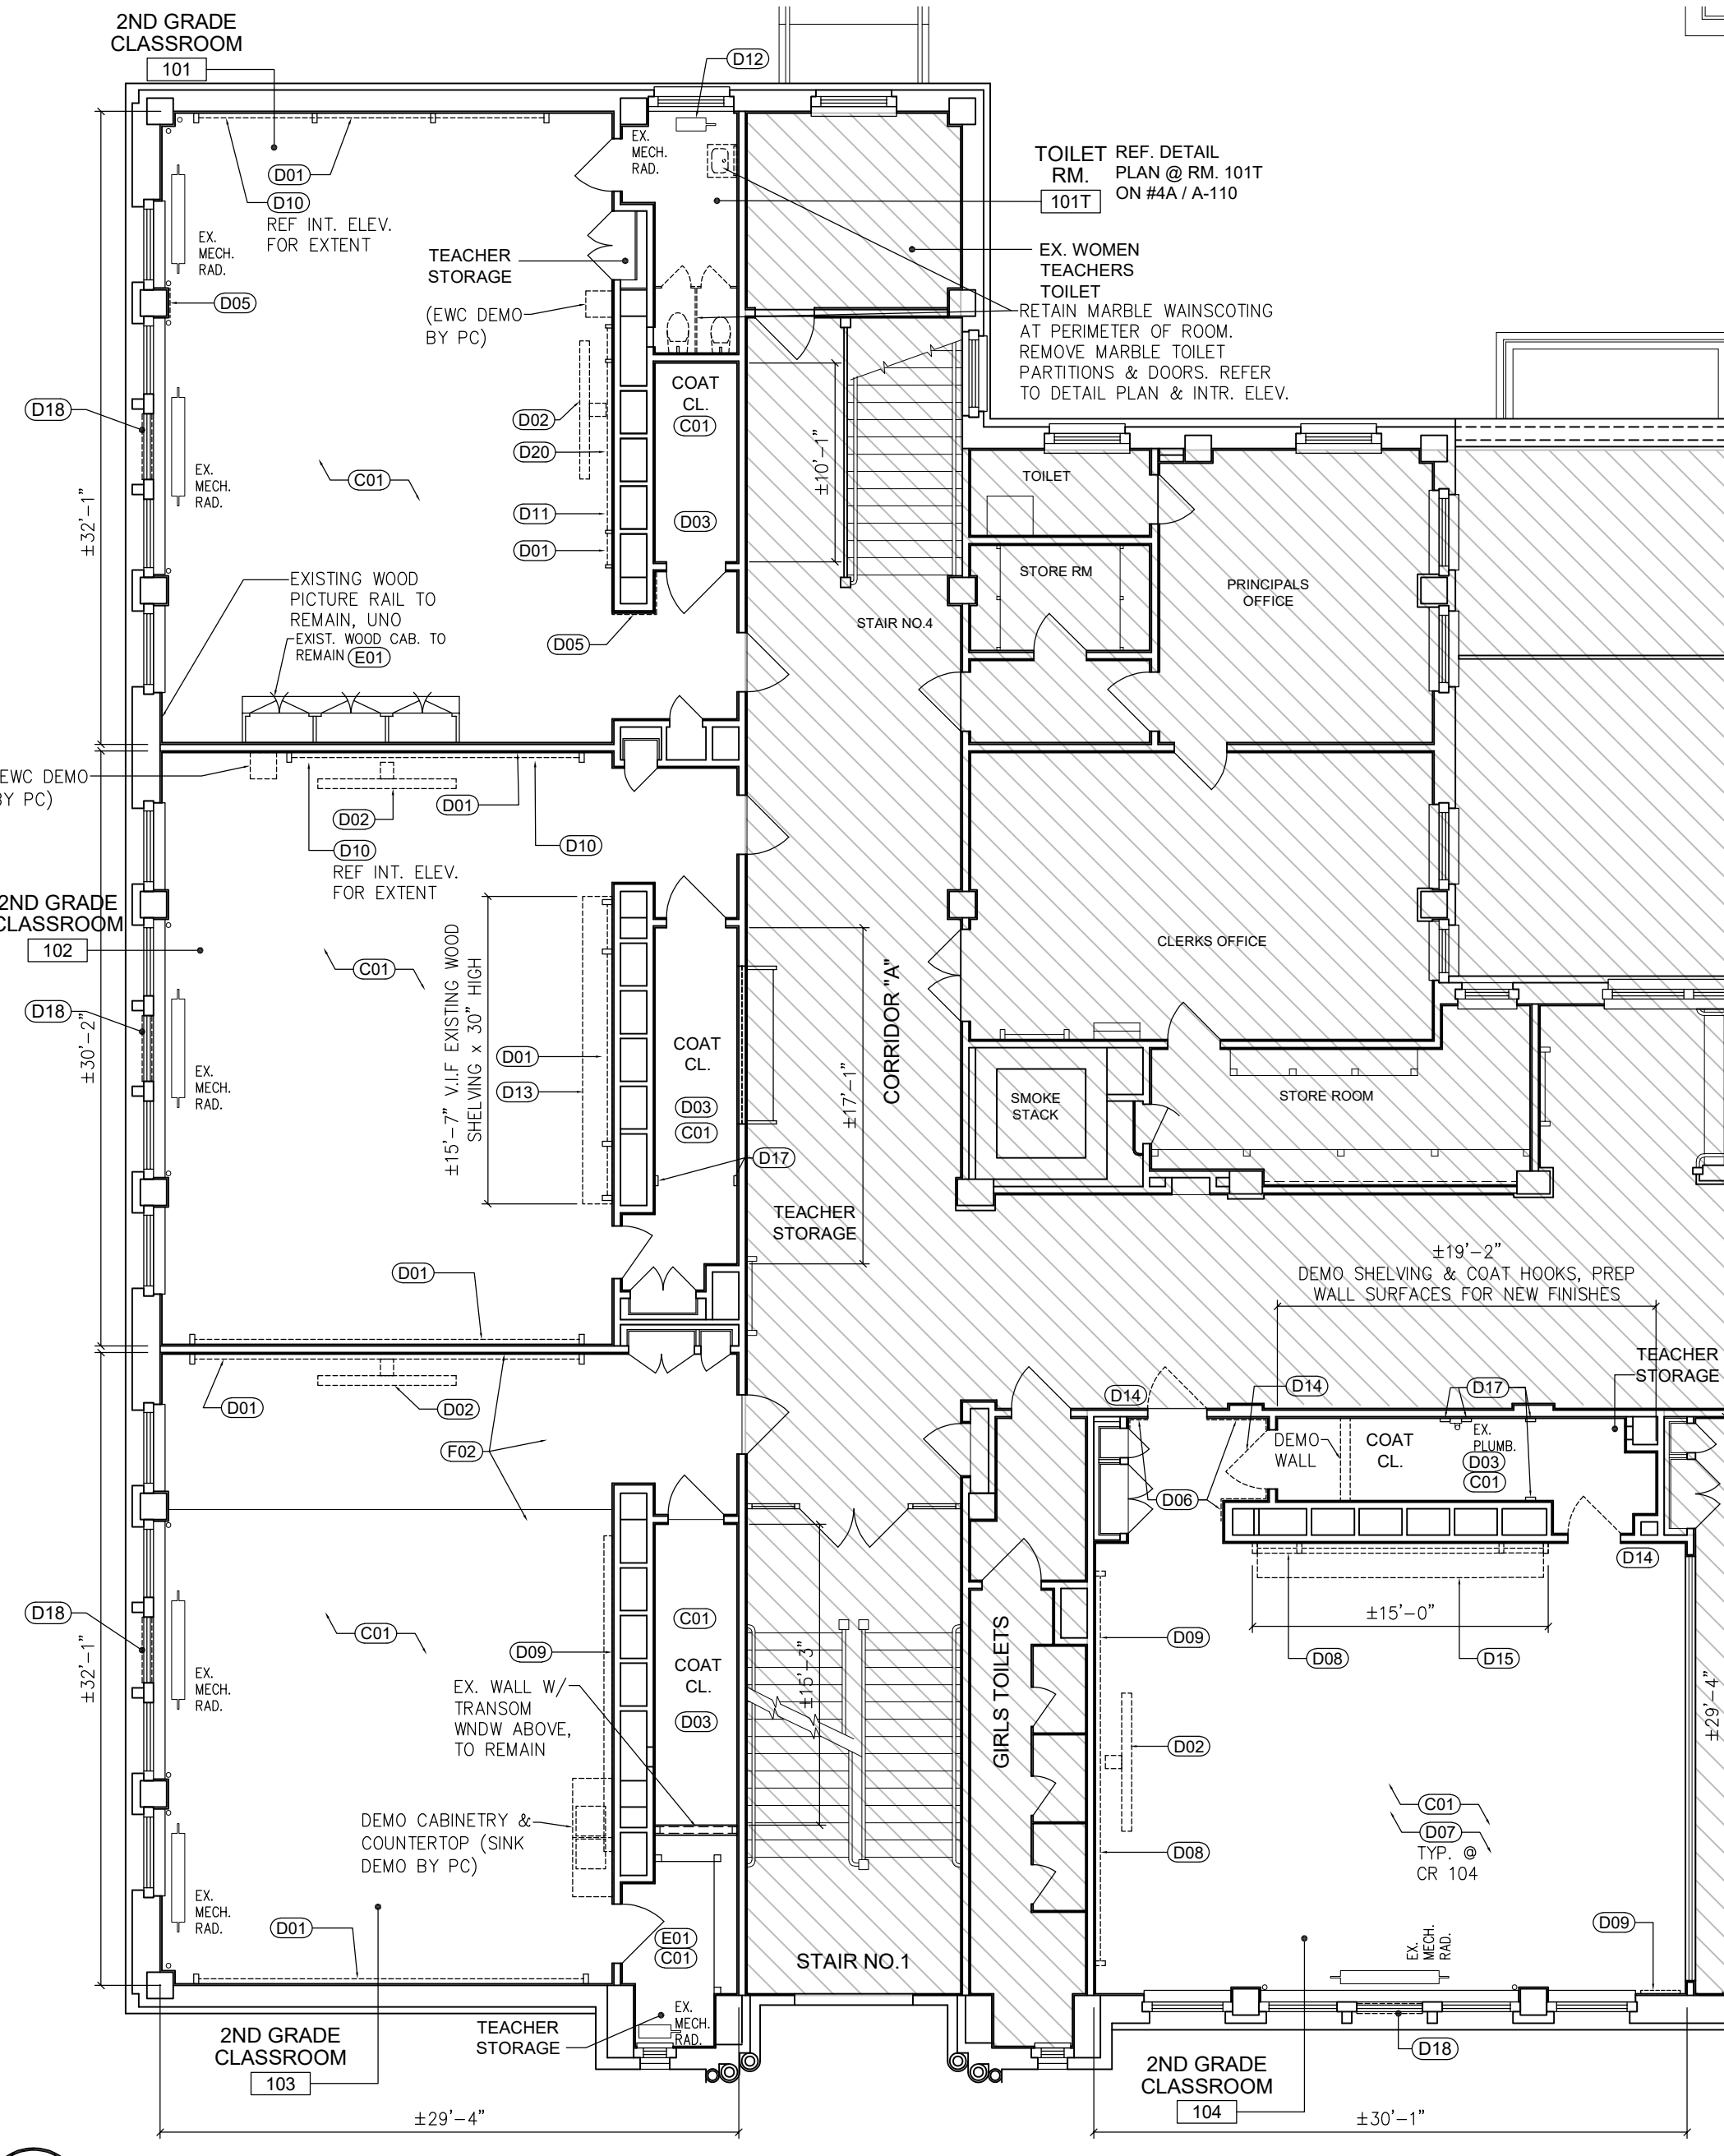 2ND GRADE
CLASSROOM
101
D12
EX.
MECH.
RAD.
D01
D10
REF INT. ELEV.
FOR EXTENT
EX.
MECH.
RAD.
TEACHER
STORAGE
D05
(EWC DEMO
BY PC)
TOILET
RM.
101T
REF. DETAIL
PLAN @ RM. 101T
ON #4A / A-110
EX. WOMEN
TEACHERS
TOILET
RETAIN MARBLE WAINSCOTING
AT PERIMETER OF ROOM.
REMOVE MARBLE TOILET
PARTITIONS & DOORS. REFER
TO DETAIL PLAN & INTR. ELEV.
D18
COAT
CL.
C01
D02
D20
D11
D01
D03
C01
EX.
MECH.
RAD.
±32'-1"
±10'-1"
TOILET
STORE RM
PRINCIPALS
OFFICE
STAIR NO.4
EXISTING WOOD
PICTURE RAIL TO
REMAIN, UNO
EXIST. WOOD CAB. TO
REMAIN E01
D05
EWC DEMO
BY PC)
D02
D01
D10
D10
REF INT. ELEV.
FOR EXTENT
2ND GRADE
CLASSROOM
102
C01
D18
±30'-2"
EX.
MECH.
RAD.
±15'-7" V.I.F EXISTING WOOD
SHELVING x 30" HIGH
D01
D13
COAT
CL.
D03
C01
D17
±17'-1"
CORRIDOR "A"
CLERKS OFFICE
SMOKE
STACK
STORE ROOM
TEACHER
STORAGE
D01
±19'-2"
DEMO SHELVING & COAT HOOKS, PREP
WALL SURFACES FOR NEW FINISHES
TEACHER
STORAGE
D01
D02
F02
D14
D14
D17
DEMO
WALL
COAT
CL.
EX.
PLUMB.
D03
C01
D06
D14
±15'-0"
D08
D15
D18
±32'-1"
C01
EX.
MECH.
RAD.
D09
C01
COAT
CL.
D03
EX. WALL W/
TRANSOM
WNDW ABOVE,
TO REMAIN
±15'-3"
GIRLS TOILETS
D09
D02
D08
±29'-4"
C01
D07
TYP. @
CR 104
DEMO CABINETRY &
COUNTERTOP (SINK
DEMO BY PC)
EX.
MECH.
RAD.
D01
E01
C01
STAIR NO.1
EX.
MECH.
RAD.
D09
TEACHER
STORAGE
EX.
MECH.
RAD.
D18
2ND GRADE
CLASSROOM
103
2ND GRADE
CLASSROOM
104
±29'-4"
±30'-1"